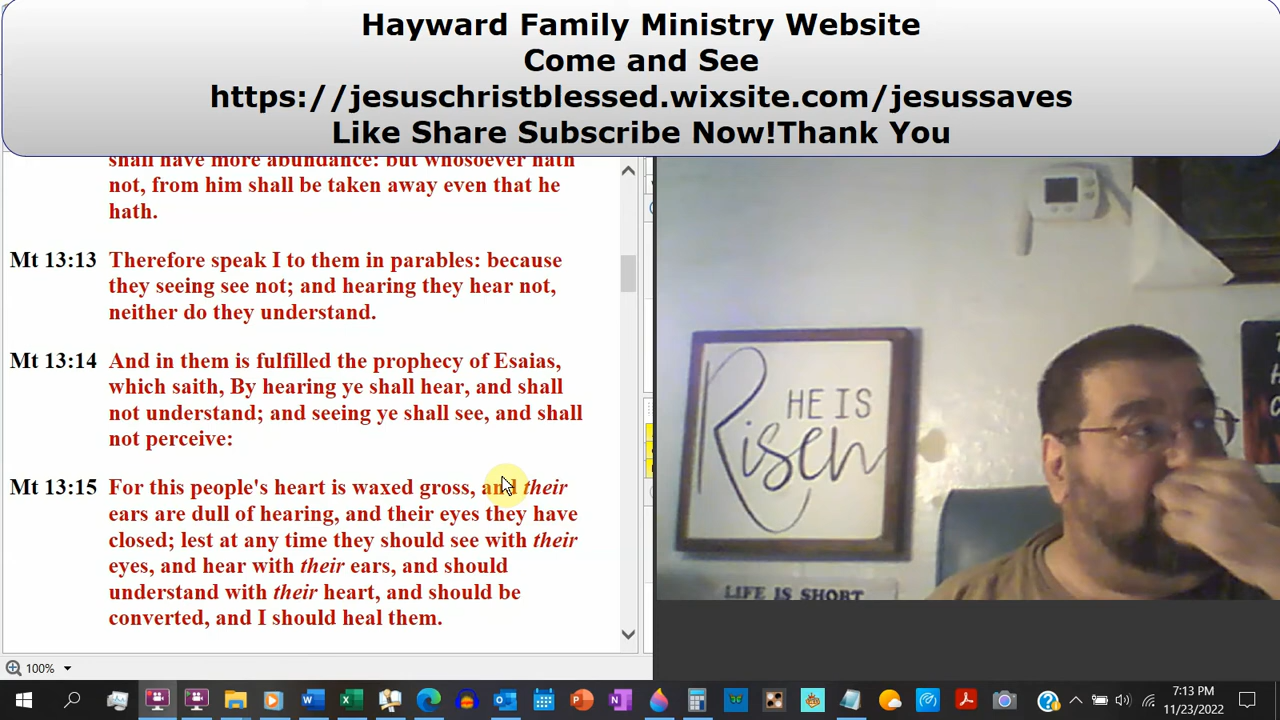 Hayward Family Ministry Website
Come and See
https://jesuschristblessed.wixsite.com/jesussaves
Like Share Subscribe Now!Thank You
shall have more abundance: but whosoever hath
not, from him shall be taken away even that he
hath.
Mt 13:13 Therefore speak I to them in parables: because
they seeing see not; and hearing they hear not,
neither do they understand.
Mt 13:14 And in them is fulfilled the prophecy of Esaias,
which saith, By hearing ye shall hear, and shall
not understand; and seeing ye shall see, and shall
not perceive:
Mt 13:15 For this people's heart is waxed gross, and their
ears are dull of hearing, and their eyes they have
closed; lest at any time they should see with their
eyes, and hear with their ears, and should
understand with their heart, and should be
converted, and I should heal them.
HE IS
Risen
LIFE IS SHORT
100%
7:13 PM
11/23/2022